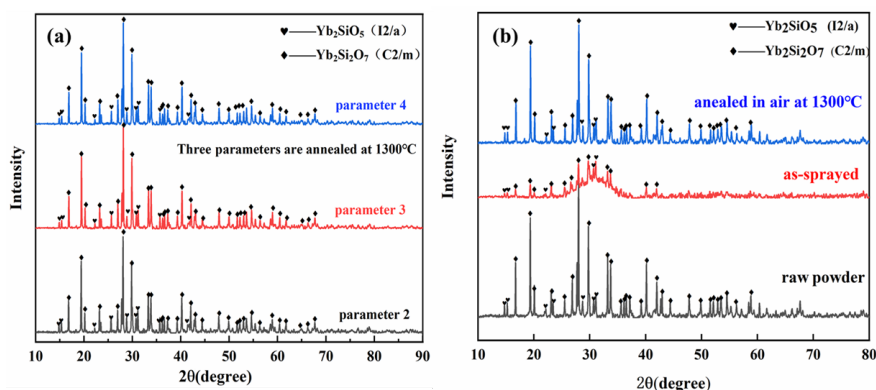 (a)
♥——Yb₂SiO₅（I2/a）
♦——Yb₂Si₂O₇（C2/m）
parameter 4
Three parameters are annealed at 1300℃
parameter 3
parameter 2
Intensity
10 20 30 40 50 60 70 80 90
2θ(degree)
(b)
♥——Yb2SiO5 (I2/a)
♦——Yb2Si2O7 (C2/m)
anealed in air at 1300℃
as-sprayed
raw powder
Intensity
10 20 30 40 50 60 70 80
2θ(degree)